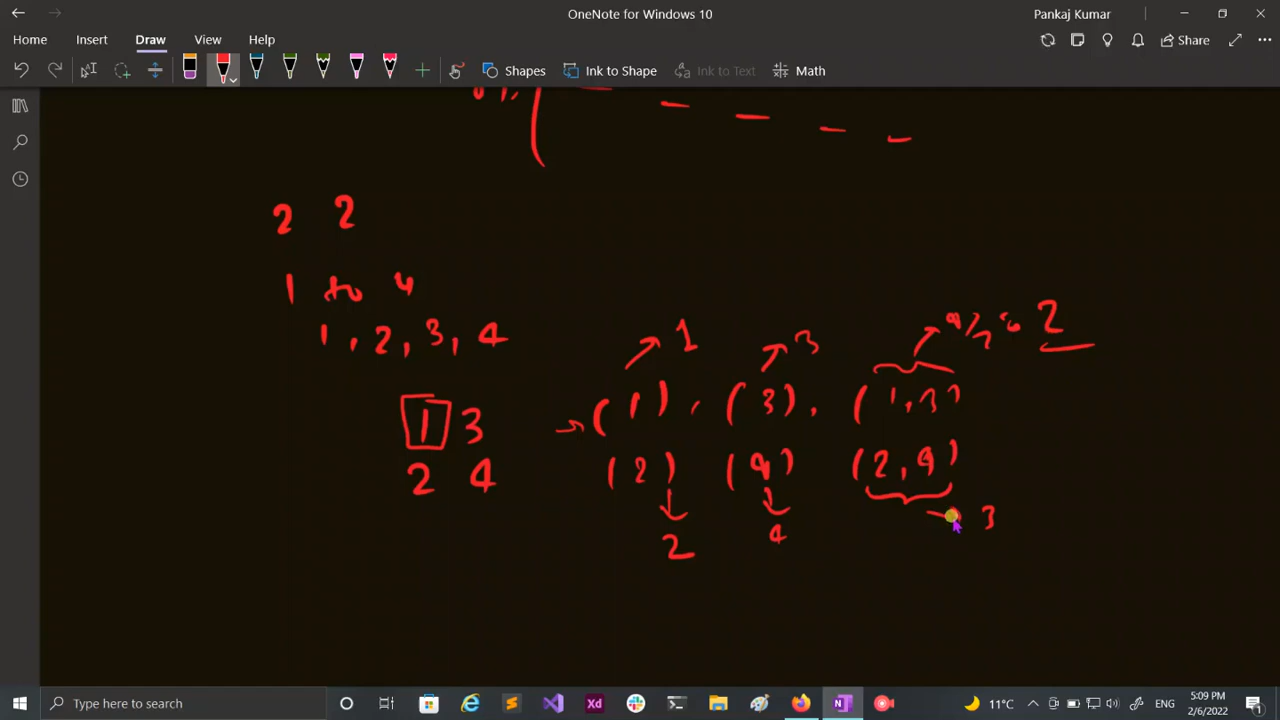 OneNote for Windows 10
Pankaj Kumar
Home Insert Draw View Help
Share
Shapes
Ink to Shape
Ink to Text
Math
2 2
1 to 4
1, 2, 3, 4
1 3
2 4
1 3 2
(1), (3), (1,3)
(2) (4) (2,4)
2 4 3
Type here to search
11°C
ENG
5:09 PM
2/6/2022